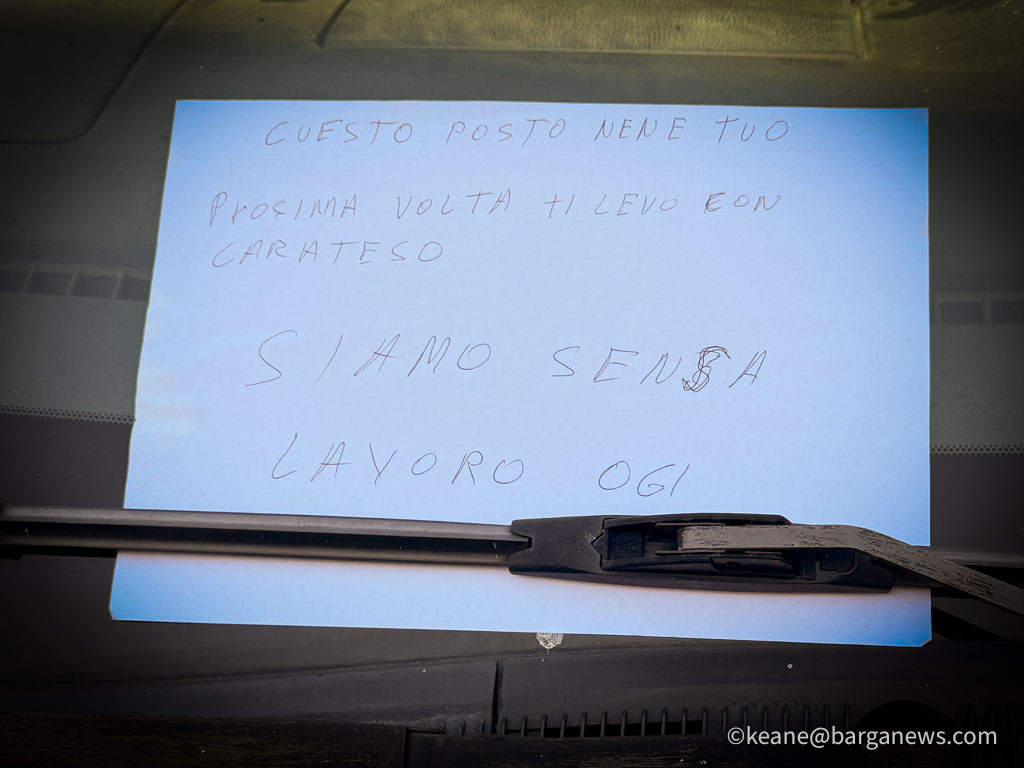 CUESTO POSTO NENE TUO
PrOSIMA VOLTA ti LEVO CON
CARATESO
SIAMO SENSA
LAVORO OGI
©keane@barganews.com